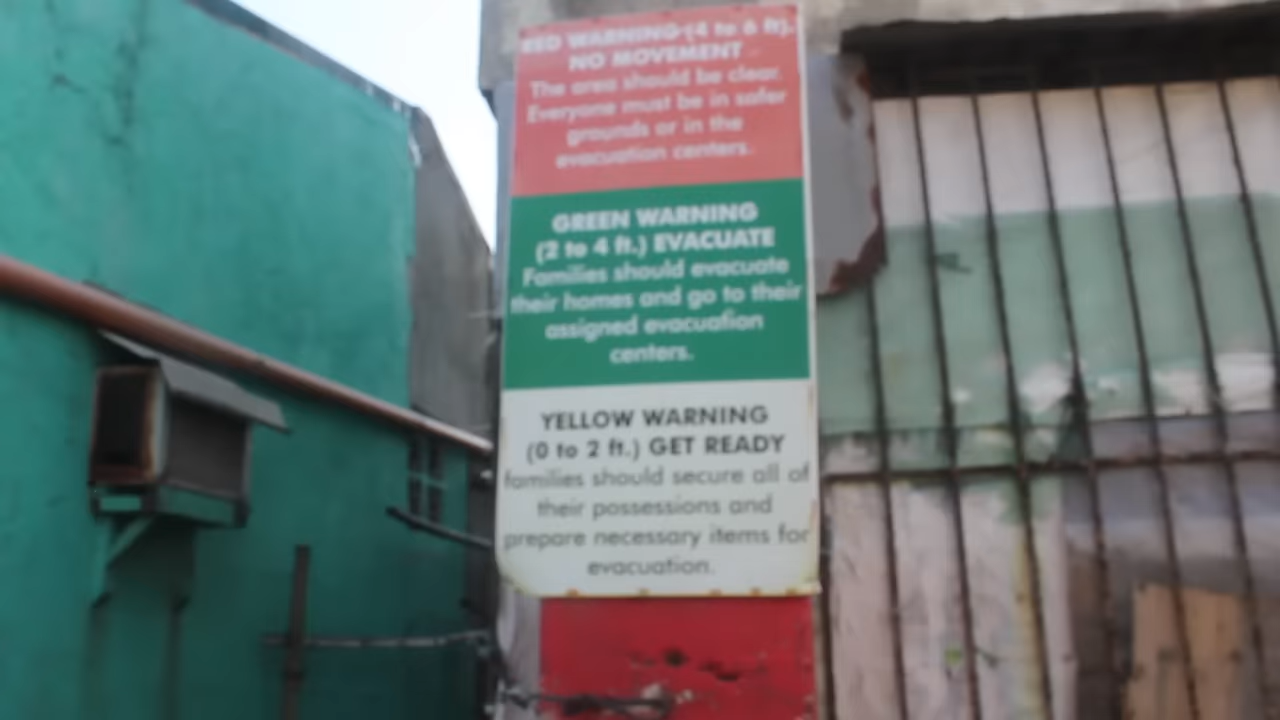 RED WARNING (4 to 6 ft).
NO MOVEMENT
The area should be clear.
Everyone must be in safer
grounds or in the
evacuation centers.
GREEN WARNING
(2 to 4 ft.) EVACUATE
Families should evacuate
their homes and go to their
assigned evacuation
centers.
YELLOW WARNING
(0 to 2 ft.) GET READY
families should secure all of
their possessions and
prepare necessary items for
evacuation.